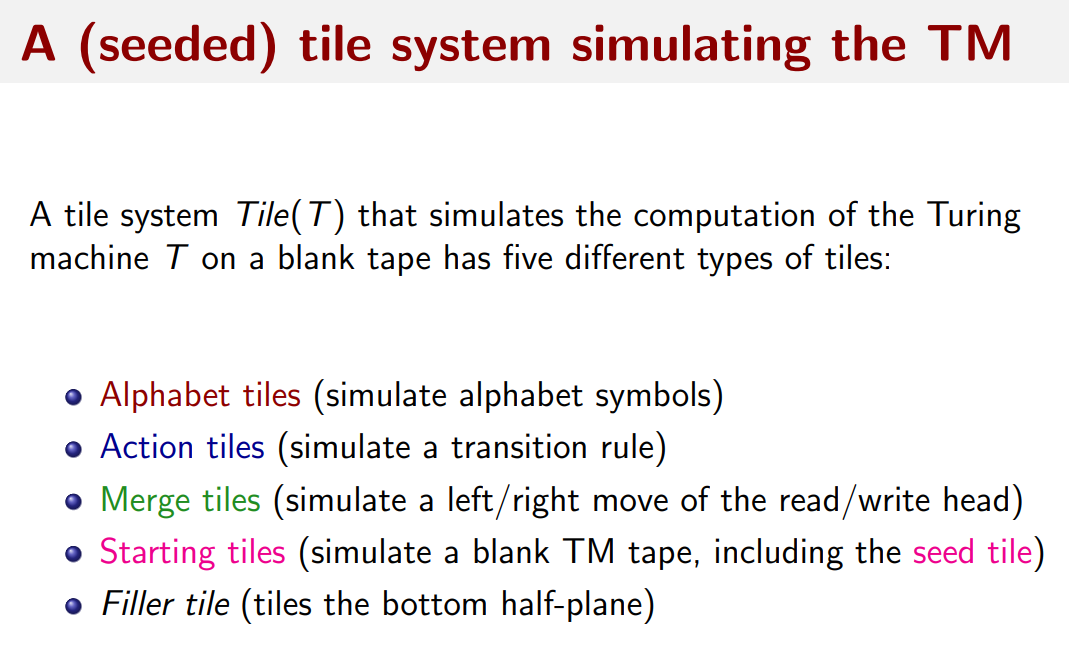 A (seeded) tile system simulating the TM
A tile system Tile(T) that simulates the computation of the Turing
machine T on a blank tape has five different types of tiles:
Alphabet tiles (simulate alphabet symbols)
Action tiles (simulate a transition rule)
Merge tiles (simulate a left/right move of the read/write head)
Starting tiles (simulate a blank TM tape, including the seed tile)
Filler tile (tiles the bottom half-plane)